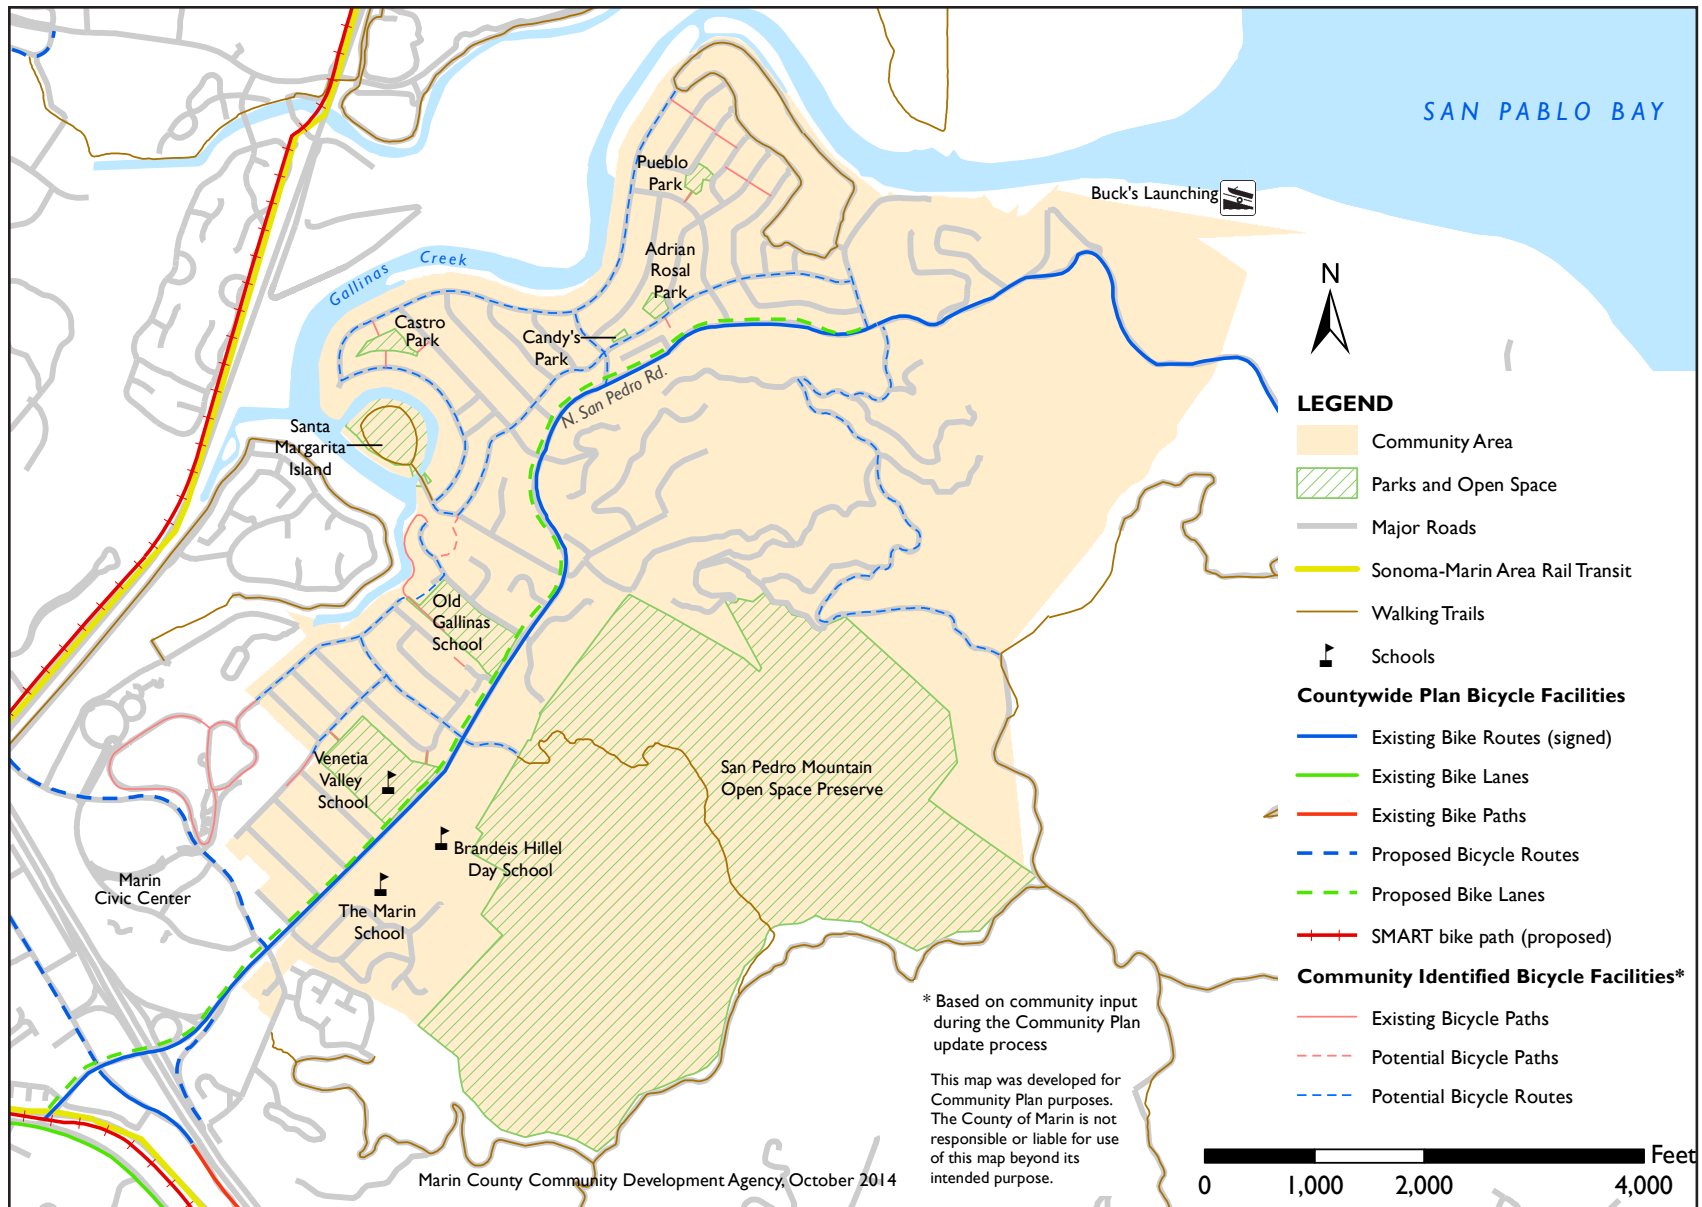 SAN PABLO BAY
Buck's Launching
Pueblo
Park
Adrian
Rosal
Park
Gallinas Creek
Castro
Park
Candy's
Park
N. San Pedro Rd.
Santa
Margarita
Island
Old
Gallinas
School
Venetia
Valley
School
San Pedro Mountain
Open Space Preserve
Brandeis Hillel
Day School
The Marin
School
Marin
Civic Center
N
LEGEND
Community Area
Parks and Open Space
Major Roads
Sonoma-Marin Area Rail Transit
Walking Trails
Schools
Countywide Plan Bicycle Facilities
Existing Bike Routes (signed)
Existing Bike Lanes
Existing Bike Paths
Proposed Bicycle Routes
Proposed Bike Lanes
SMART bike path (proposed)
Community Identified Bicycle Facilities*
Existing Bicycle Paths
Potential Bicycle Paths
Potential Bicycle Routes
* Based on community input
during the Community Plan
update process
This map was developed for
Community Plan purposes.
The County of Marin is not
responsible or liable for use
of this map beyond its
intended purpose.
Marin County Community Development Agency, October 2014
Feet
0 1,000 2,000 4,000